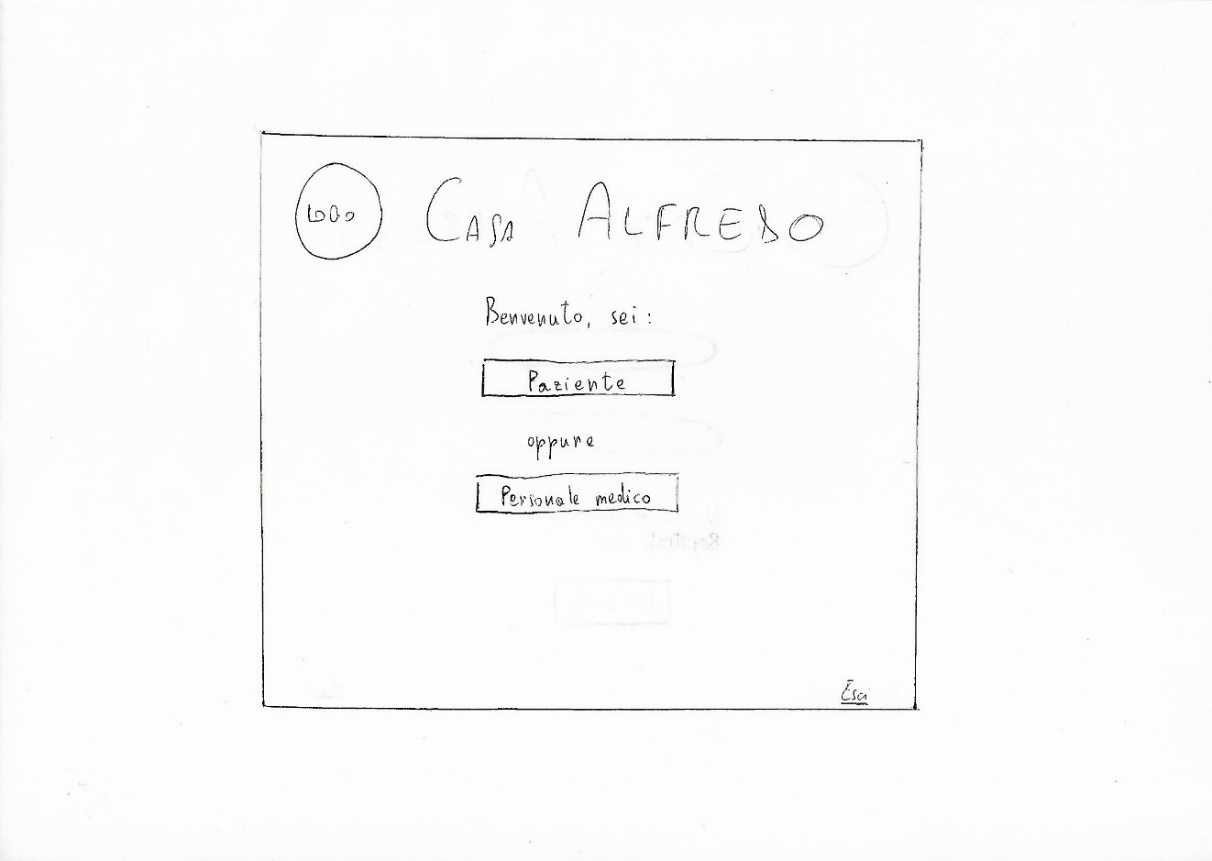 LOGO CASA ALFREDO
Benvenuto, sei:
Paziente
oppure
Personale medico
Esci